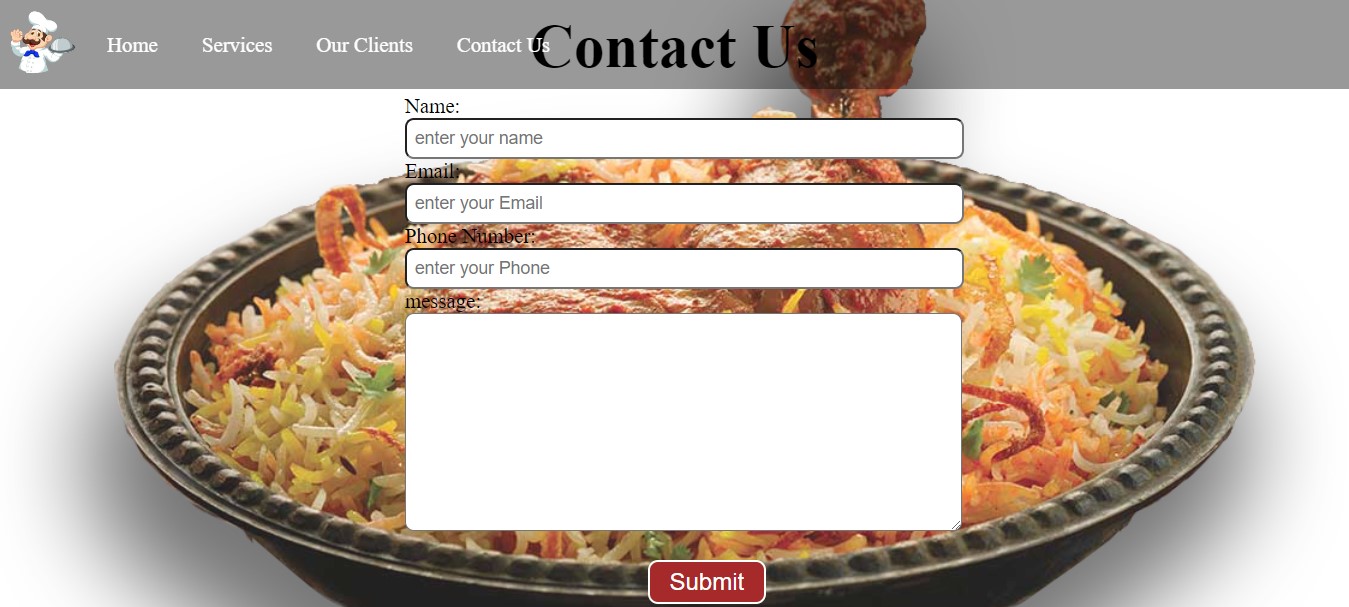 Home Services Our Clients Contact Us
Contact Us
Name:
enter your name
Email:
enter your Email
Phone Number:
enter your Phone
message:
Submit